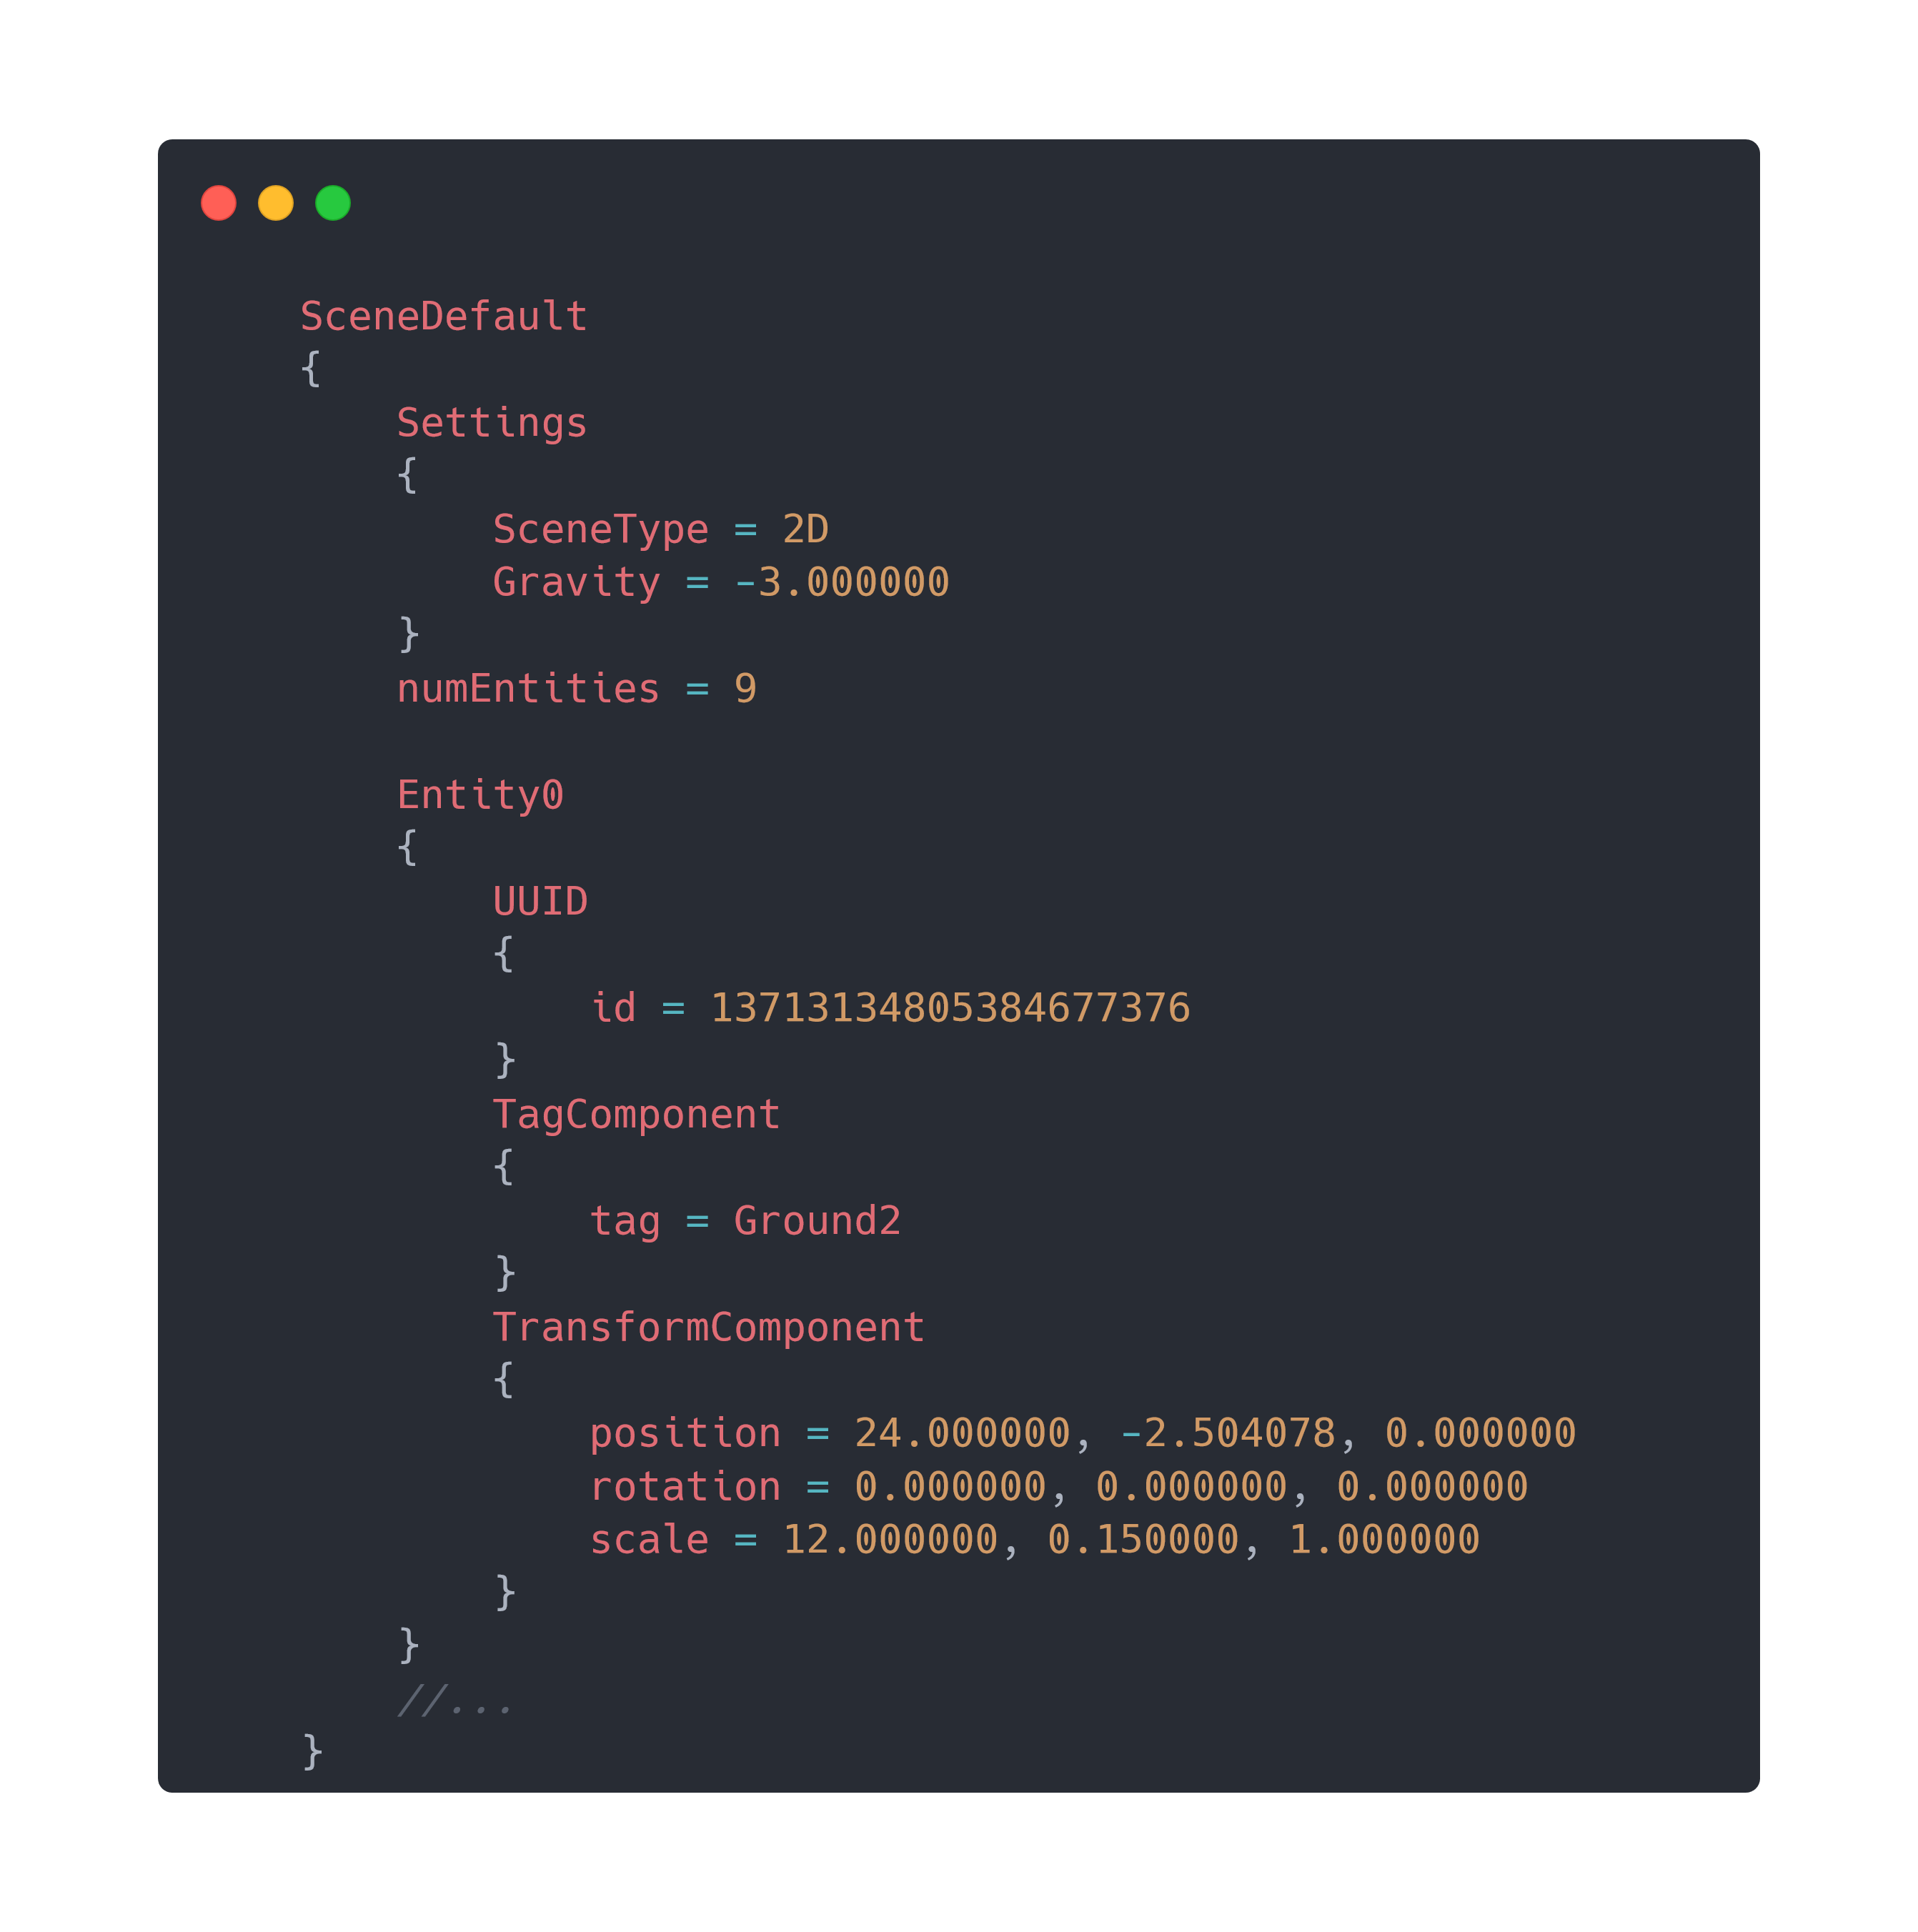 SceneDefault
{
    Settings
    {
        SceneType = 2D
        Gravity = -3.000000
    }
    numEntities = 9

    Entity0
    {
        UUID
        {
            id = 13713134805384677376
        }
        TagComponent
        {
            tag = Ground2
        }
        TransformComponent
        {
            position = 24.000000, -2.504078, 0.000000
            rotation = 0.000000, 0.000000, 0.000000
            scale = 12.000000, 0.150000, 1.000000
        }
    }
    //...
}